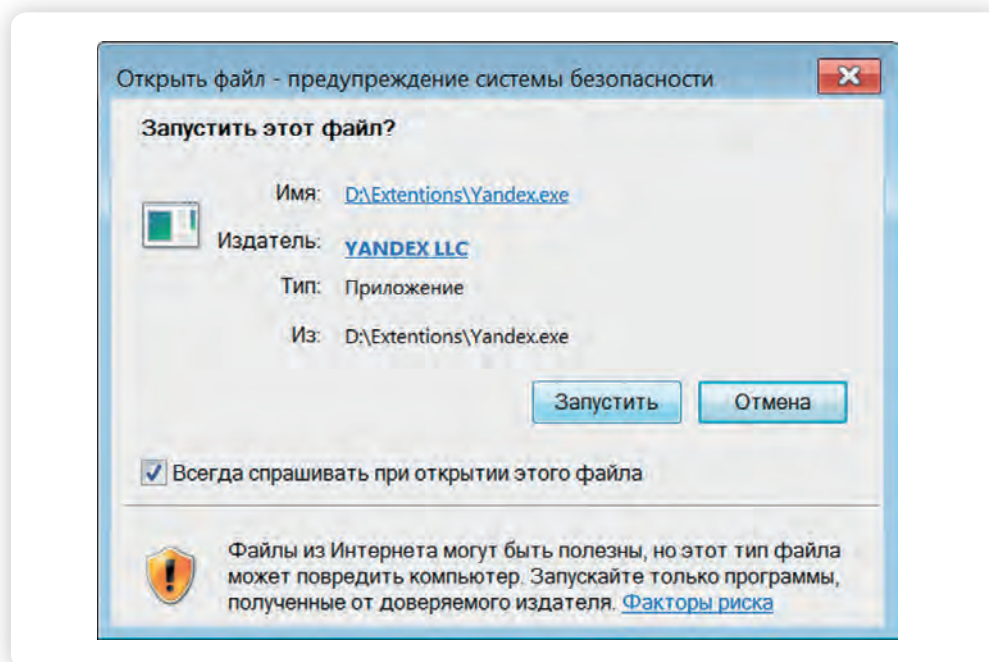 Открыть файл - предупреждение системы безопасности
Запустить этот файл?
Имя: D:\Extentions\Yandex.exe
Издатель: YANDEX LLC
Тип: Приложение
Из: D:\Extentions\Yandex.exe
Запустить Отмена
Всегда спрашивать при открытии этого файла
Файлы из Интернета могут быть полезны, но этот тип файла
может повредить компьютер. Запускайте только программы,
полученные от доверяемого издателя. Факторы риска